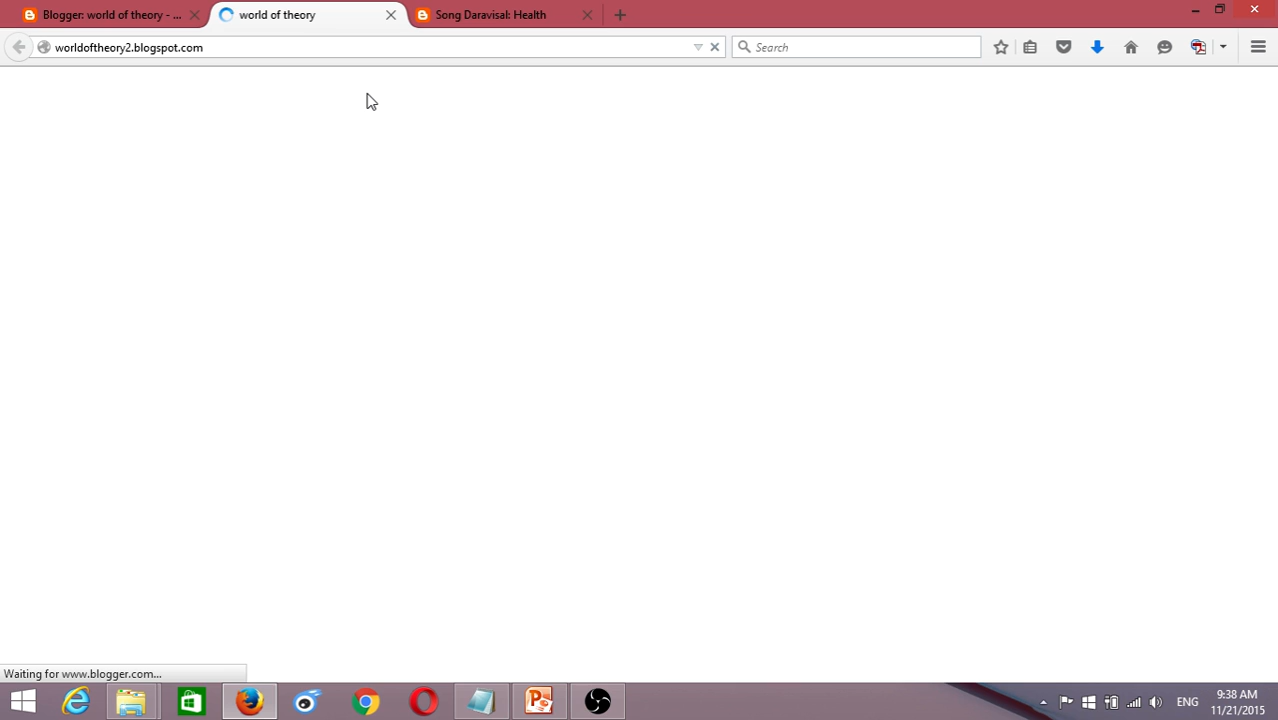 Blogger: world of theory - ...
world of theory
Song Daravisal: Health
worldoftheory2.blogspot.com
Search
Waiting for www.blogger.com...
ENG
9:38 AM
11/21/2015